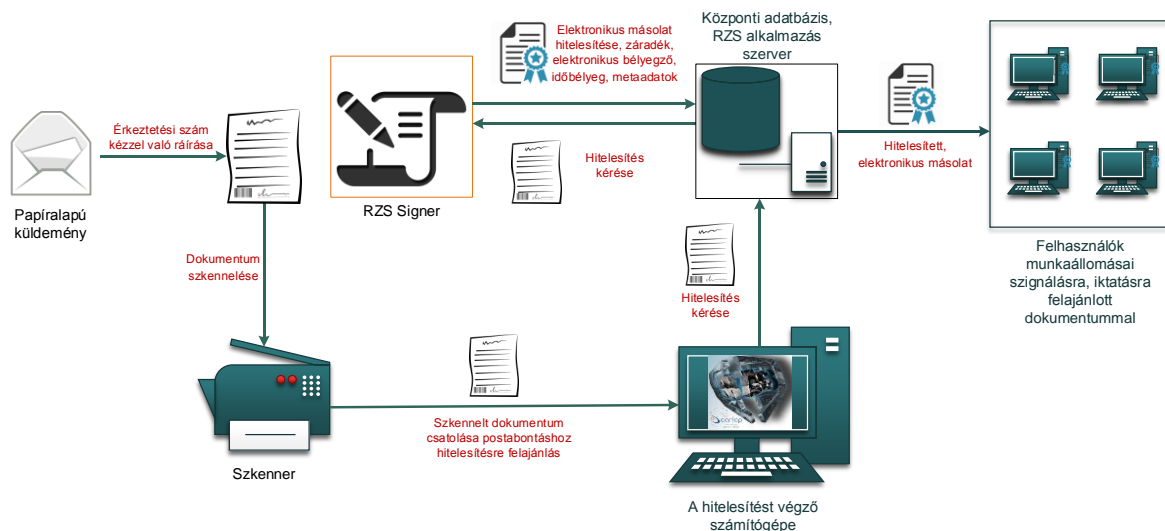 Elektronikus másolat
hitelesítése, záradék,
elektronikus bélyegző,
időbélyeg, metaadatok
Központi adatbázis,
RZS alkalmazás
szerver
Érkeztetési szám
kézzel való ráírása
Papíralapú
küldemény
RZS Signer
Hitelesítés
kérése
Hitelesített,
elektronikus másolat
Dokumentum
szkennelése
Hitelesítés
kérése
Felhasználók
munkaállomásai
szignálásra, iktatásra
felajánlott
dokumentummal
Szkennelt dokumentum
csatolása postabontáshoz
hitelesítésre felajánlás
Szkenner
A hitelesítést végző
számítógépe